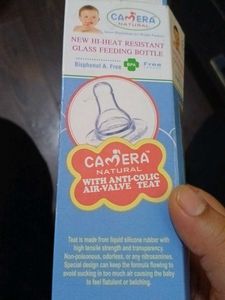 CAMERA
NATURAL
NEW HI-HEAT RESISTANT
GLASS FEEDING BOTTLE
Bisphenol A. Free BPA Free
CAMERA
NATURAL
WITH ANTI-COLIC
AIR-VALVE TEAT
Teat is made from liquid silicone rubber with
high tensile strength and transparency.
Non-poisonous, odorless, or any nitrosamines.
Special design can keep the formula flowing to
avoid sucking in too much air causing the baby
to feel flatulent or belching.